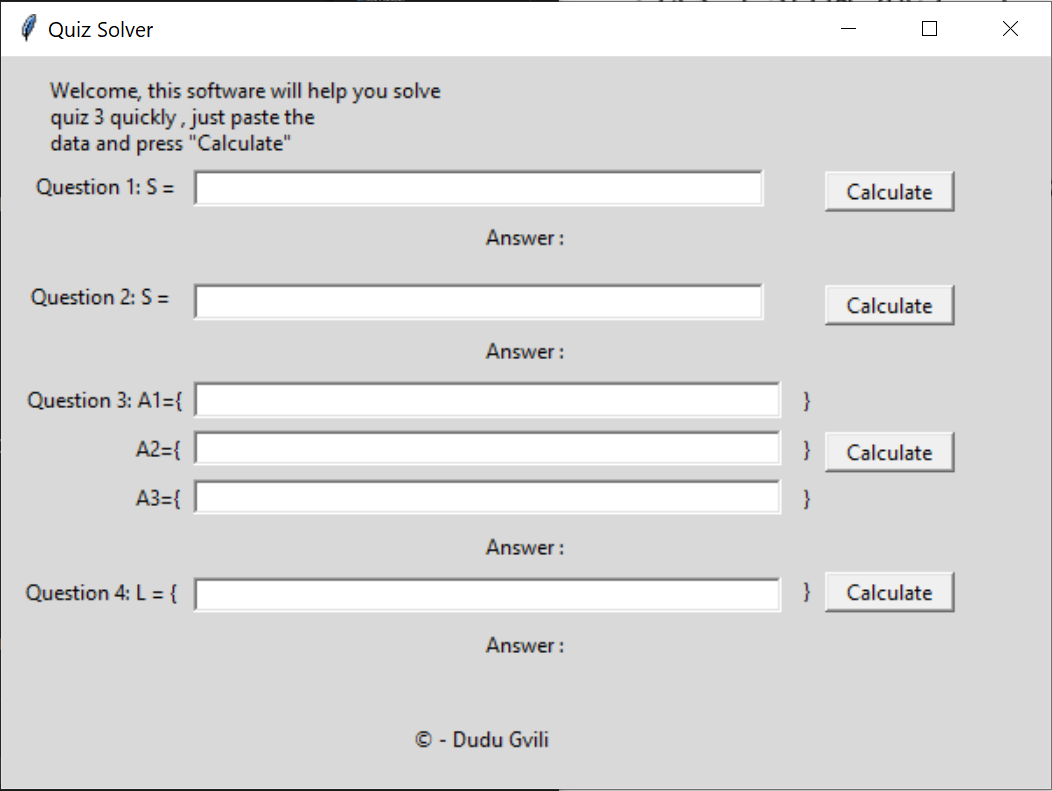 Quiz Solver
Welcome, this software will help you solve
quiz 3 quickly , just paste the
data and press "Calculate"
Question 1: S =
Calculate
Answer :
Question 2: S =
Calculate
Answer :
Question 3: A1={ }
A2={ } Calculate
A3={ }
Answer :
Question 4: L = { } Calculate
Answer :
© - Dudu Gvili